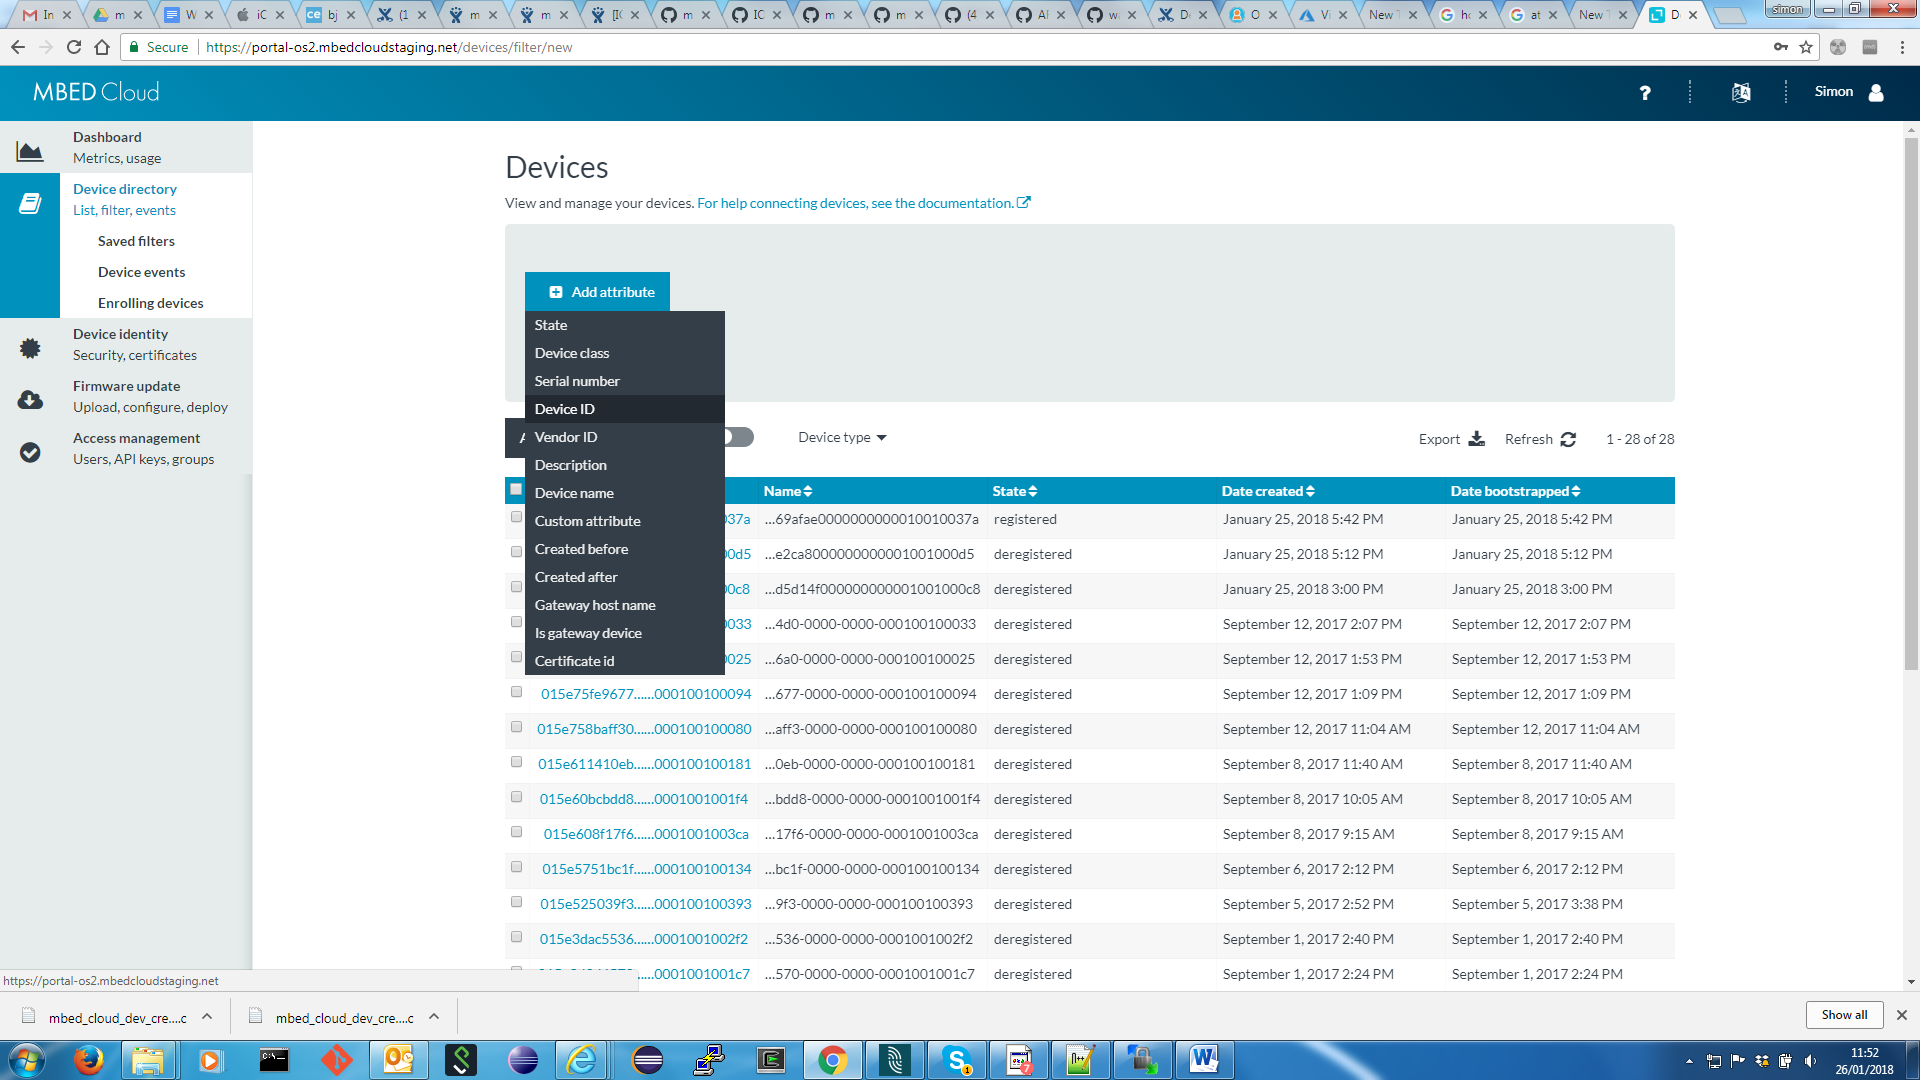 simon
Secure
https://portal-os2.mbedcloudstaging.net/devices/filter/new
MBED Cloud
?
Simon
Dashboard
Metrics, usage
Device directory
List, filter, events
Saved filters
Device events
Enrolling devices
Device identity
Security, certificates
Firmware update
Upload, configure, deploy
Access management
Users, API keys, groups
Devices
View and manage your devices. For help connecting devices, see the documentation.
Add attribute
State
Device class
Serial number
Device ID
Vendor ID
Description
Device name
Custom attribute
Created before
Created after
Gateway host name
Is gateway device
Certificate id
Device type
Export
Refresh
1 - 28 of 28
Name State Date created Date bootstrapped
037a ...69afae0000000000010010037a registered January 25, 2018 5:42 PM January 25, 2018 5:42 PM
00d5 ...e2ca8000000000001001000d5 deregistered January 25, 2018 5:12 PM January 25, 2018 5:12 PM
00c8 ...d5d14f000000000001001000c8 deregistered January 25, 2018 3:00 PM January 25, 2018 3:00 PM
0033 ...4d0-0000-0000-000100100033 deregistered September 12, 2017 2:07 PM September 12, 2017 2:07 PM
0025 ...6a0-0000-0000-000100100025 deregistered September 12, 2017 1:53 PM September 12, 2017 1:53 PM
015e75fe9677......000100100094 ...677-0000-0000-000100100094 deregistered September 12, 2017 1:09 PM September 12, 2017 1:09 PM
015e758baff30......000100100080 ...aff3-0000-0000-000100100080 deregistered September 12, 2017 11:04 AM September 12, 2017 11:04 AM
015e611410eb......000100100181 ...0eb-0000-0000-000100100181 deregistered September 8, 2017 11:40 AM September 8, 2017 11:40 AM
015e60bcbdd8......0001001001f4 ...bdd8-0000-0000-0001001001f4 deregistered September 8, 2017 10:05 AM September 8, 2017 10:05 AM
015e608f17f6......0001001003ca ...17f6-0000-0000-0001001003ca deregistered September 8, 2017 9:15 AM September 8, 2017 9:15 AM
015e5751bc1f......000100100134 ...bc1f-0000-0000-000100100134 deregistered September 6, 2017 2:12 PM September 6, 2017 2:12 PM
015e525039f3......000100100393 ...9f3-0000-0000-000100100393 deregistered September 5, 2017 2:52 PM September 5, 2017 3:38 PM
015e3dac5536......0001001002f2 ...536-0000-0000-0001001002f2 deregistered September 1, 2017 2:40 PM September 1, 2017 2:40 PM
......0001001001c7 ...570-0000-0000-0001001001c7 deregistered September 1, 2017 2:24 PM September 1, 2017 2:24 PM
https://portal-os2.mbedcloudstaging.net
mbed_cloud_dev_cre....c
mbed_cloud_dev_cre....c
Show all
11:52
26/01/2018